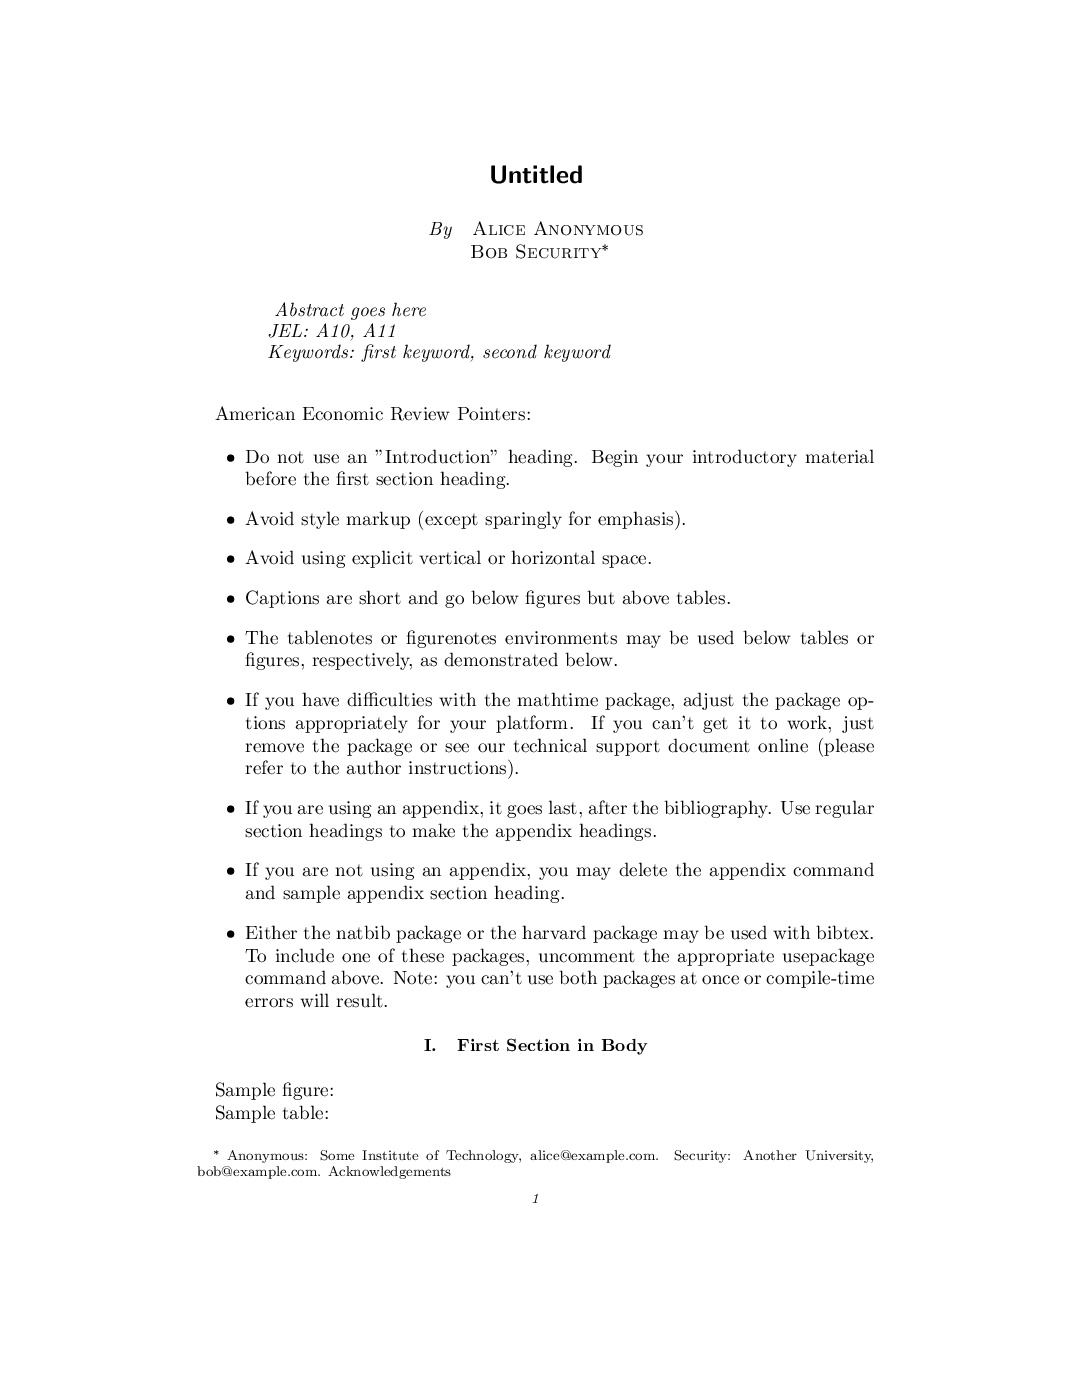 Untitled
By Alice Anonymous
Bob Security*
Abstract goes here
JEL: A10, A11
Keywords: first keyword, second keyword
American Economic Review Pointers:
• Do not use an ”Introduction” heading. Begin your introductory material
before the first section heading.
• Avoid style markup (except sparingly for emphasis).
• Avoid using explicit vertical or horizontal space.
• Captions are short and go below figures but above tables.
• The tablenotes or figurenotes environments may be used below tables or
figures, respectively, as demonstrated below.
• If you have difficulties with the mathtime package, adjust the package op-
tions appropriately for your platform. If you can't get it to work, just
remove the package or see our technical support document online (please
refer to the author instructions).
• If you are using an appendix, it goes last, after the bibliography. Use regular
section headings to make the appendix headings.
• If you are not using an appendix, you may delete the appendix command
and sample appendix section heading.
• Either the natbib package or the harvard package may be used with bibtex.
To include one of these packages, uncomment the appropriate usepackage
command above. Note: you can't use both packages at once or compile-time
errors will result.
I. First Section in Body
Sample figure:
Sample table:
* Anonymous: Some Institute of Technology, alice@example.com. Security: Another University,
bob@example.com. Acknowledgements
1